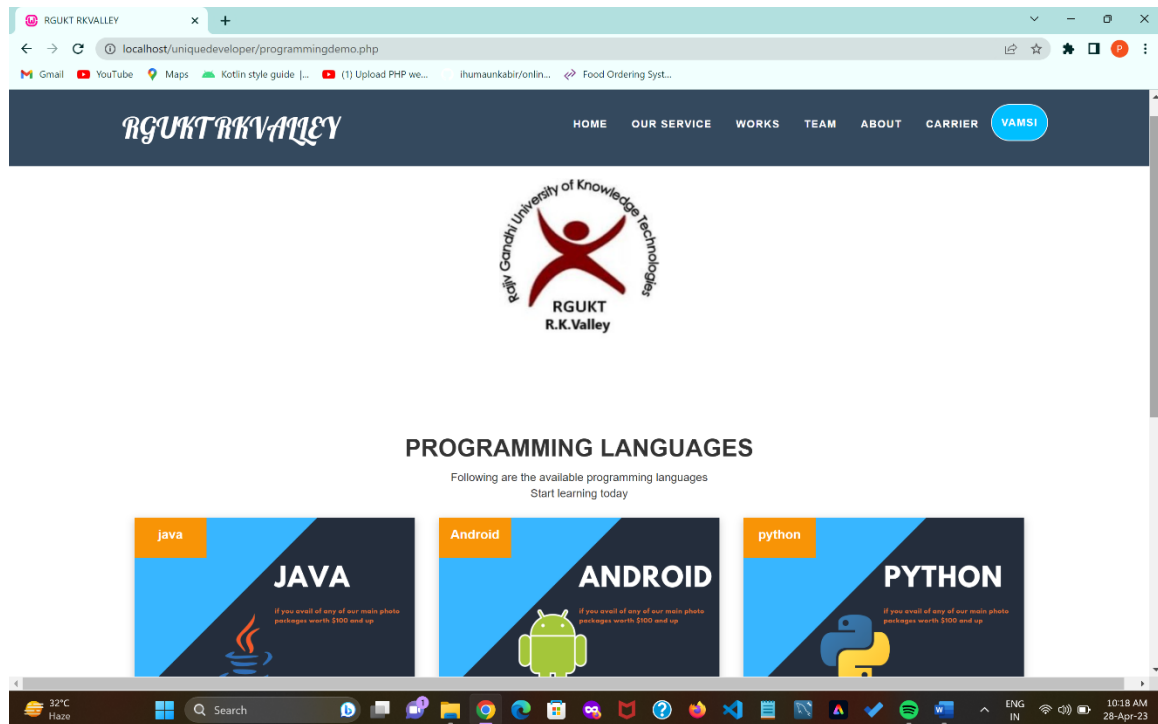 RGUKT RKVALLEY
localhost/uniquedeveloper/programmingdemo.php
P
Gmail YouTube Maps Kotlin style guide |... (1) Upload PHP we... ihumaunkabir/onlin... Food Ordering Syst...
RGUKT RKVALLEY HOME OUR SERVICE WORKS TEAM ABOUT CARRIER VAMSI
Rajiv Gandhi University of Knowledge Technologies
RGUKT
R.K.Valley
PROGRAMMING LANGUAGES
Following are the available programming languages
Start learning today
java
JAVA
if you avail of any of our main photo
packages worth $100 and up
Android
ANDROID
if you avail of any of our main photo
packages worth $100 and up
python
PYTHON
if you avail of any of our main photo
packages worth $100 and up
32°C
Haze
Search
1
ENG
IN
10:18 AM
28-Apr-23